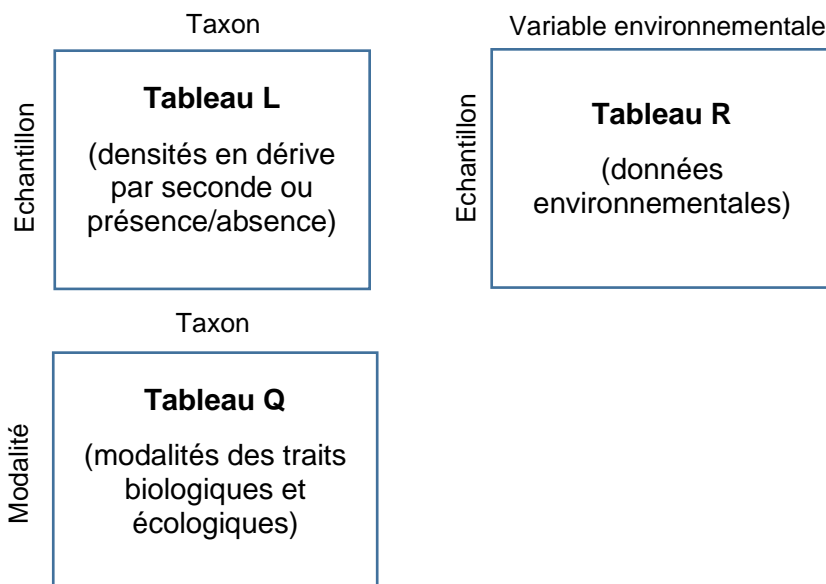 Taxon
Echantillon
Tableau L
(densités en dérive
par seconde ou
présence/absence)
Variable environnementale
Echantillon
Tableau R
(données
environnementales)
Taxon
Modalité
Tableau Q
(modalités des traits
biologiques et
écologiques)